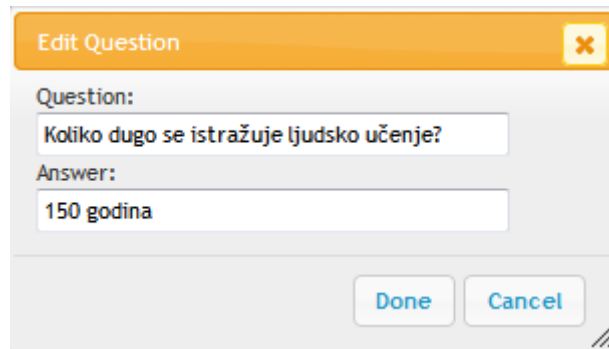 Edit Question
Question:
Koliko dugo se istražuje ljudsko učenje?
Answer:
150 godina
Done Cancel